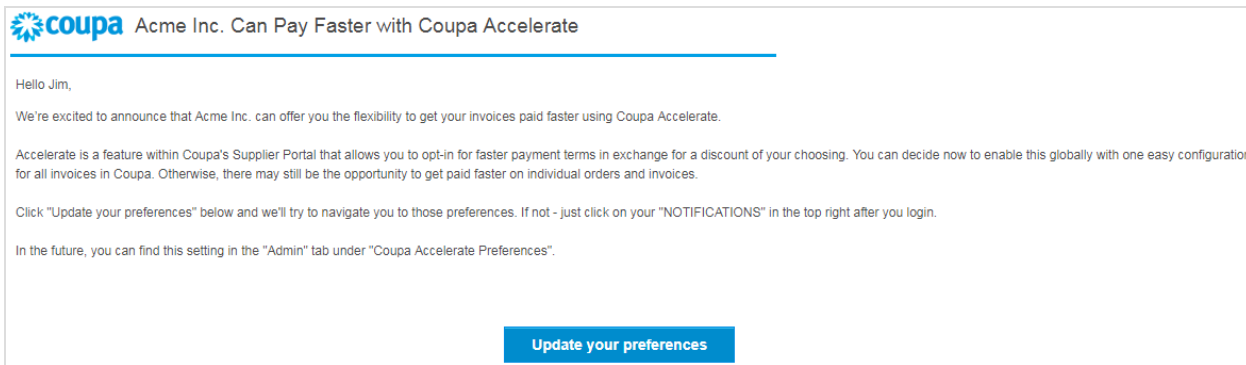 coupa Acme Inc. Can Pay Faster with Coupa Accelerate
Hello Jim,
We're excited to announce that Acme Inc. can offer you the flexibility to get your invoices paid faster using Coupa Accelerate.
Accelerate is a feature within Coupa's Supplier Portal that allows you to opt-in for faster payment terms in exchange for a discount of your choosing. You can decide now to enable this globally with one easy configuration
for all invoices in Coupa. Otherwise, there may still be the opportunity to get paid faster on individual orders and invoices.
Click "Update your preferences" below and we'll try to navigate you to those preferences. If not - just click on your "NOTIFICATIONS" in the top right after you login.
In the future, you can find this setting in the "Admin" tab under "Coupa Accelerate Preferences".
Update your preferences